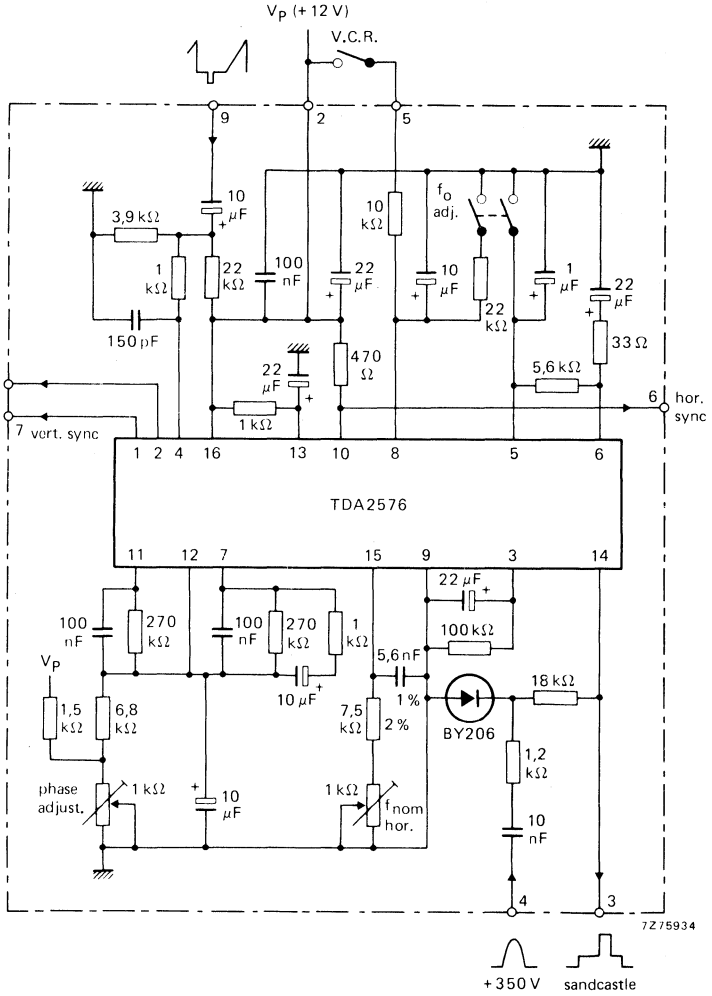 V_P (+ 12 V)
V.C.R.
9
2
5
10 µF
+
3,9 kΩ
1 kΩ
22 kΩ
150 pF
100 nF
22 µF
+
10 kΩ
10 µF
+
f_o adj.
22 kΩ
1 µF
+
22 µF
+
33 Ω
5,6 kΩ
470 Ω
22 µF
+
1 kΩ
6
hor. sync
7
vert. sync
1
2
4
16
13
10
8
5
6
TDA2576
11
12
7
15
9
3
14
100 nF
270 kΩ
100 nF
270 kΩ
1 kΩ
10 µF
+
22 µF
+
100 kΩ
5,6 nF
1 %
V_P
1,5 kΩ
6,8 kΩ
7,5 kΩ
2 %
BY206
18 kΩ
1,2 kΩ
phase adjust.
1 kΩ
+
10 µF
1 kΩ
f_nom hor.
10 nF
4
3
7Z75934
+ 350 V
sandcastle